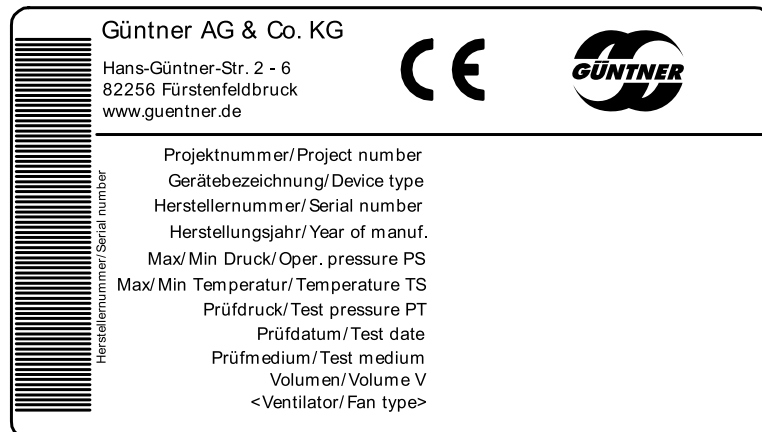 Güntner AG & Co. KG
Hans-Güntner-Str. 2 - 6
82256 Fürstenfeldbruck
www.guentner.de
CE
GÜNTNER
Herstellernummer/Serial number
Projektnummer/Project number
Gerätebezeichnung/Device type
Herstellernummer/Serial number
Herstellungsjahr/Year of manuf.
Max/Min Druck/Oper. pressure PS
Max/Min Temperatur/Temperature TS
Prüfdruck/Test pressure PT
Prüfdatum/Test date
Prüfmedium/Test medium
Volumen/Volume V
<Ventilator/Fan type>